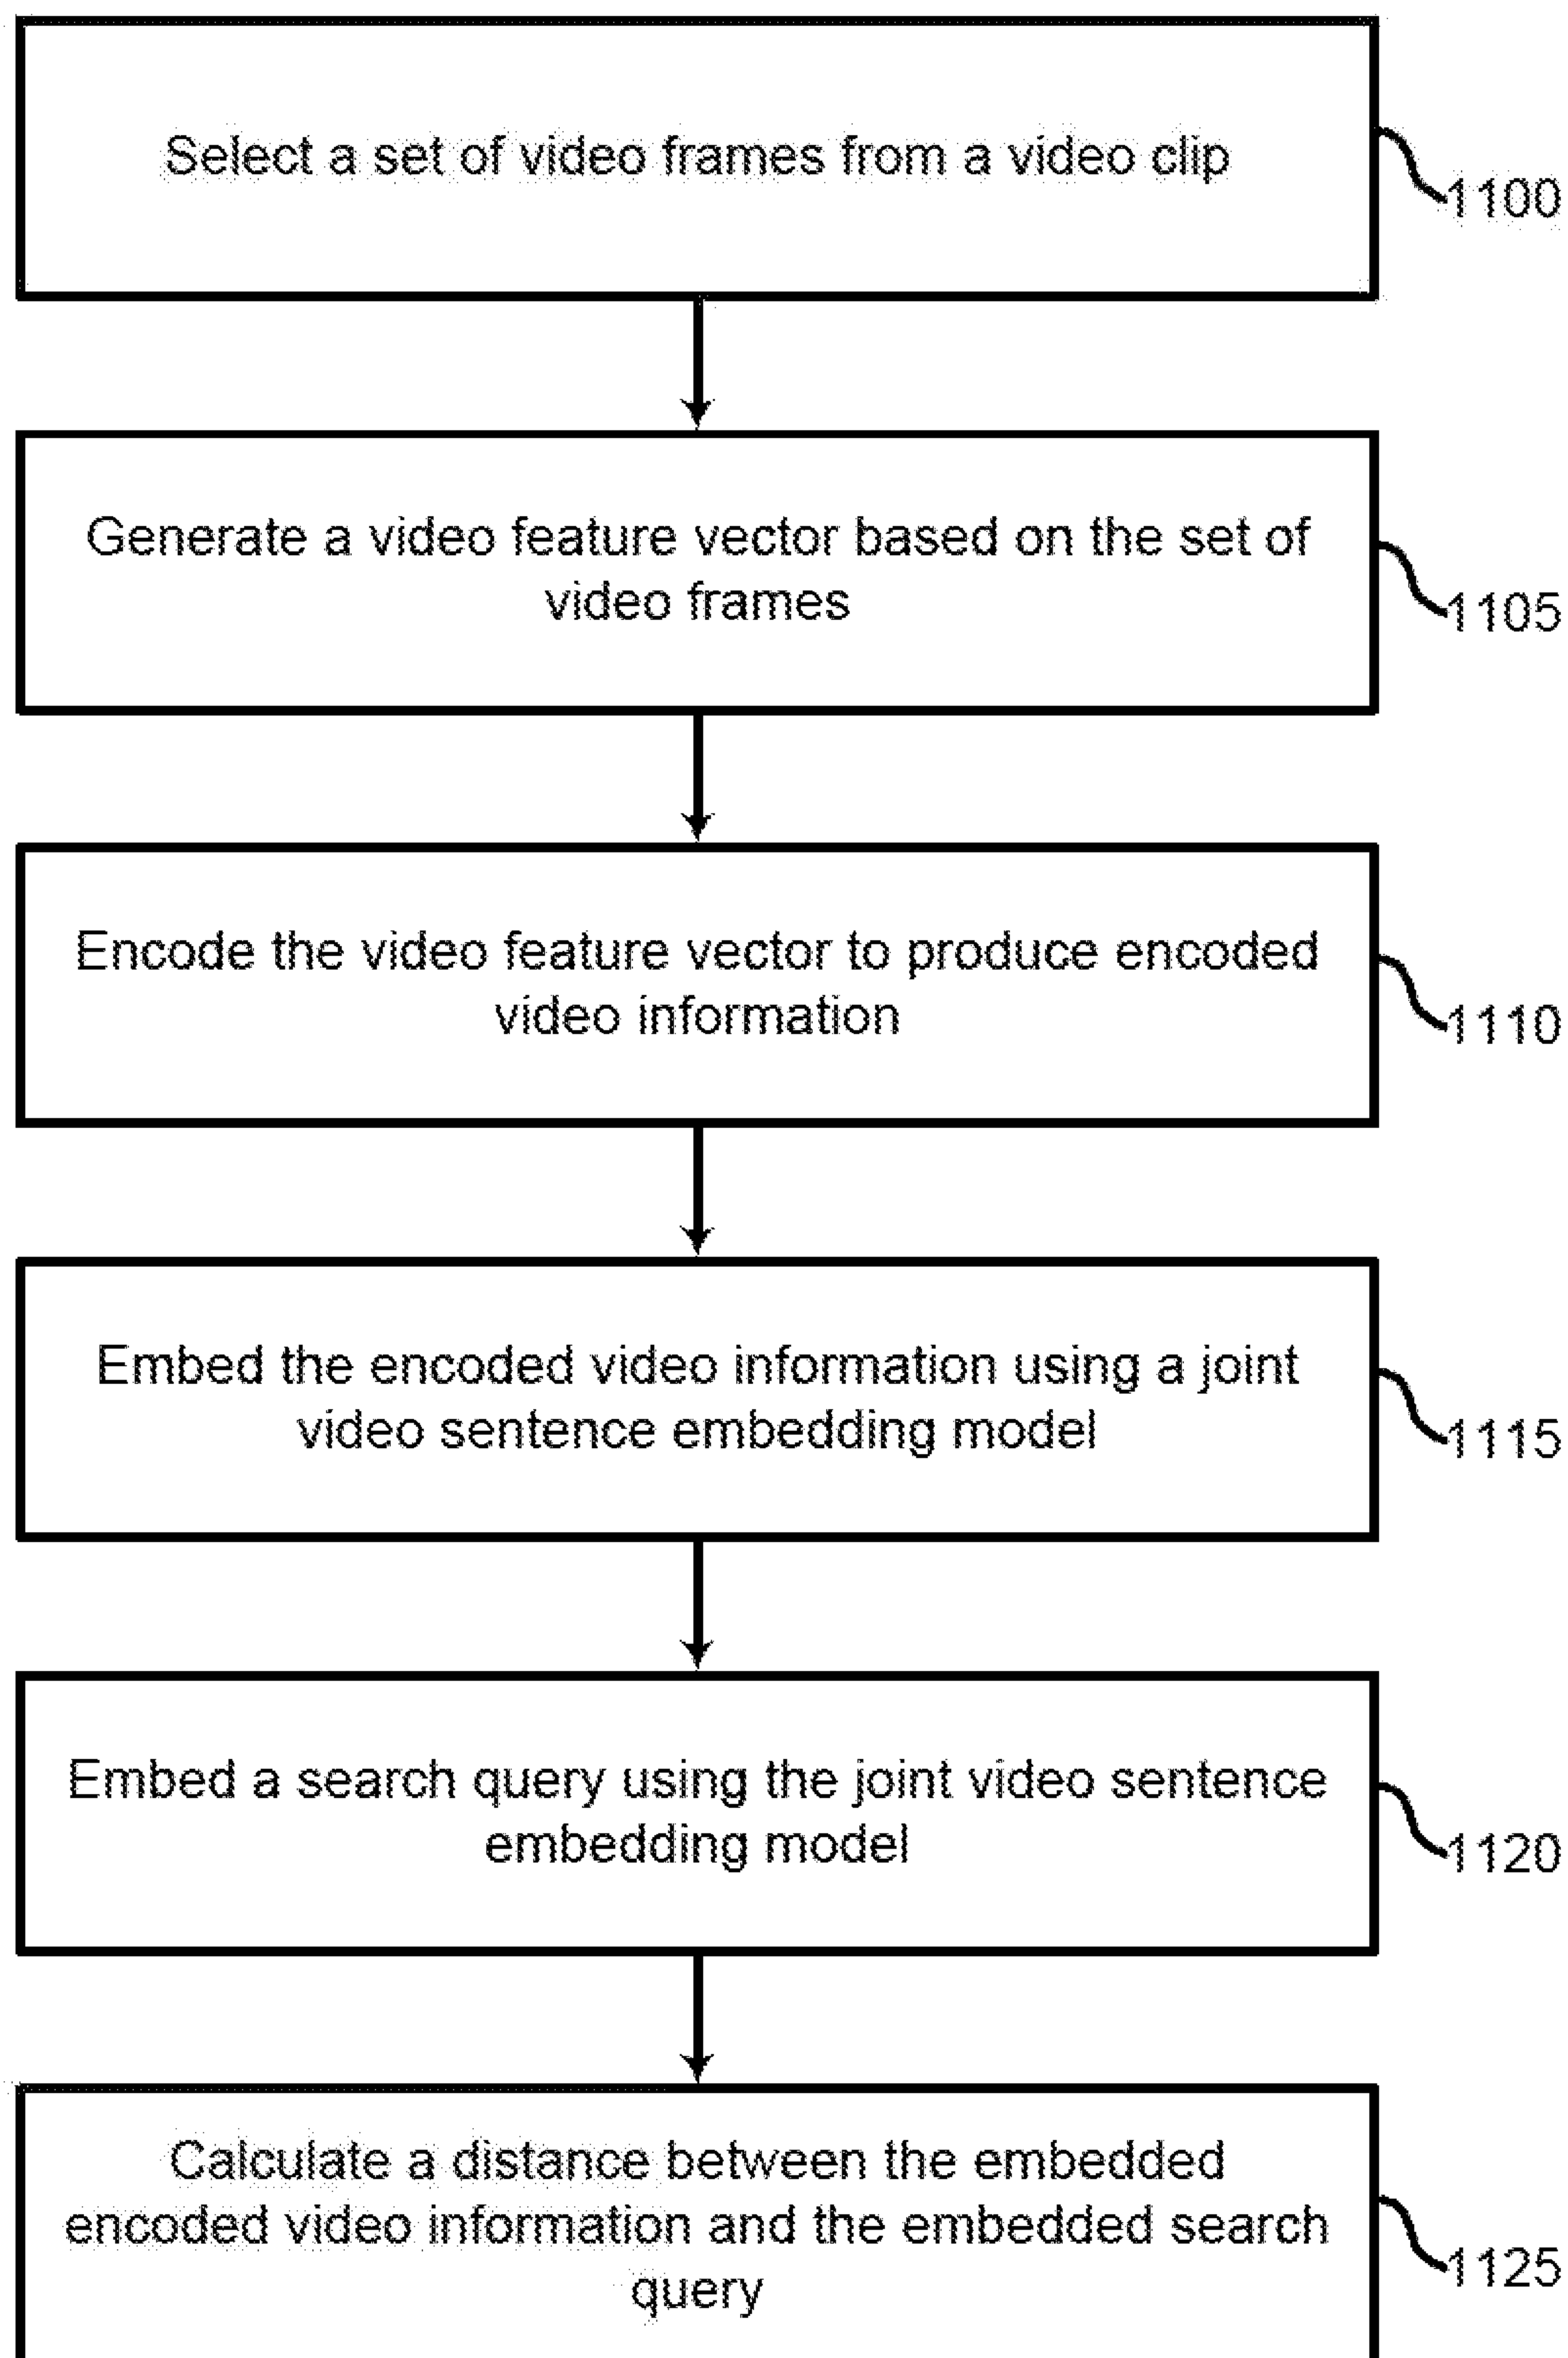 Select a set of video frames from a video clip
1100
Generate a video feature vector based on the set of
video frames
1105
Encode the video feature vector to produce encoded
video information
1110
Embed the encoded video information using a joint
video sentence embedding model
1115
Embed a search query using the joint video sentence
embedding model
1120
Calculate a distance between the embedded
encoded video information and the embedded search
query
1125